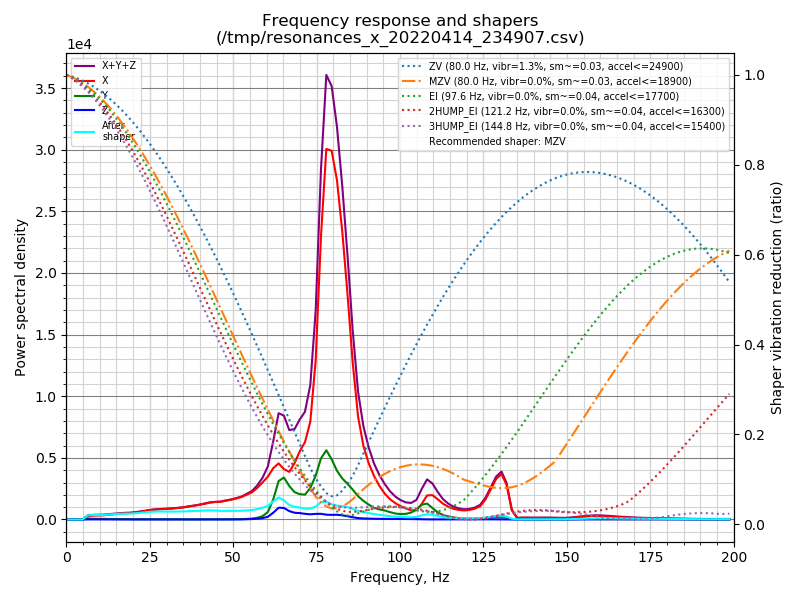 Frequency response and shapers
(/tmp/resonances_x_20220414_234907.csv)
1e4
X+Y+Z
X
Y
Z
After
shaper
ZV (80.0 Hz, vibr=1.3%, sm~=0.03, accel<=24900)
MZV (80.0 Hz, vibr=0.0%, sm~=0.03, accel<=18900)
EI (97.6 Hz, vibr=0.0%, sm~=0.04, accel<=17700)
2HUMP_EI (121.2 Hz, vibr=0.0%, sm~=0.04, accel<=16300)
3HUMP_EI (144.8 Hz, vibr=0.0%, sm~=0.04, accel<=15400)
Recommended shaper: MZV
3.5
3.0
2.5
2.0
1.5
1.0
0.5
0.0
Power spectral density
1.0
0.8
0.6
0.4
0.2
0.0
Shaper vibration reduction (ratio)
0 25 50 75 100 125 150 175 200
Frequency, Hz